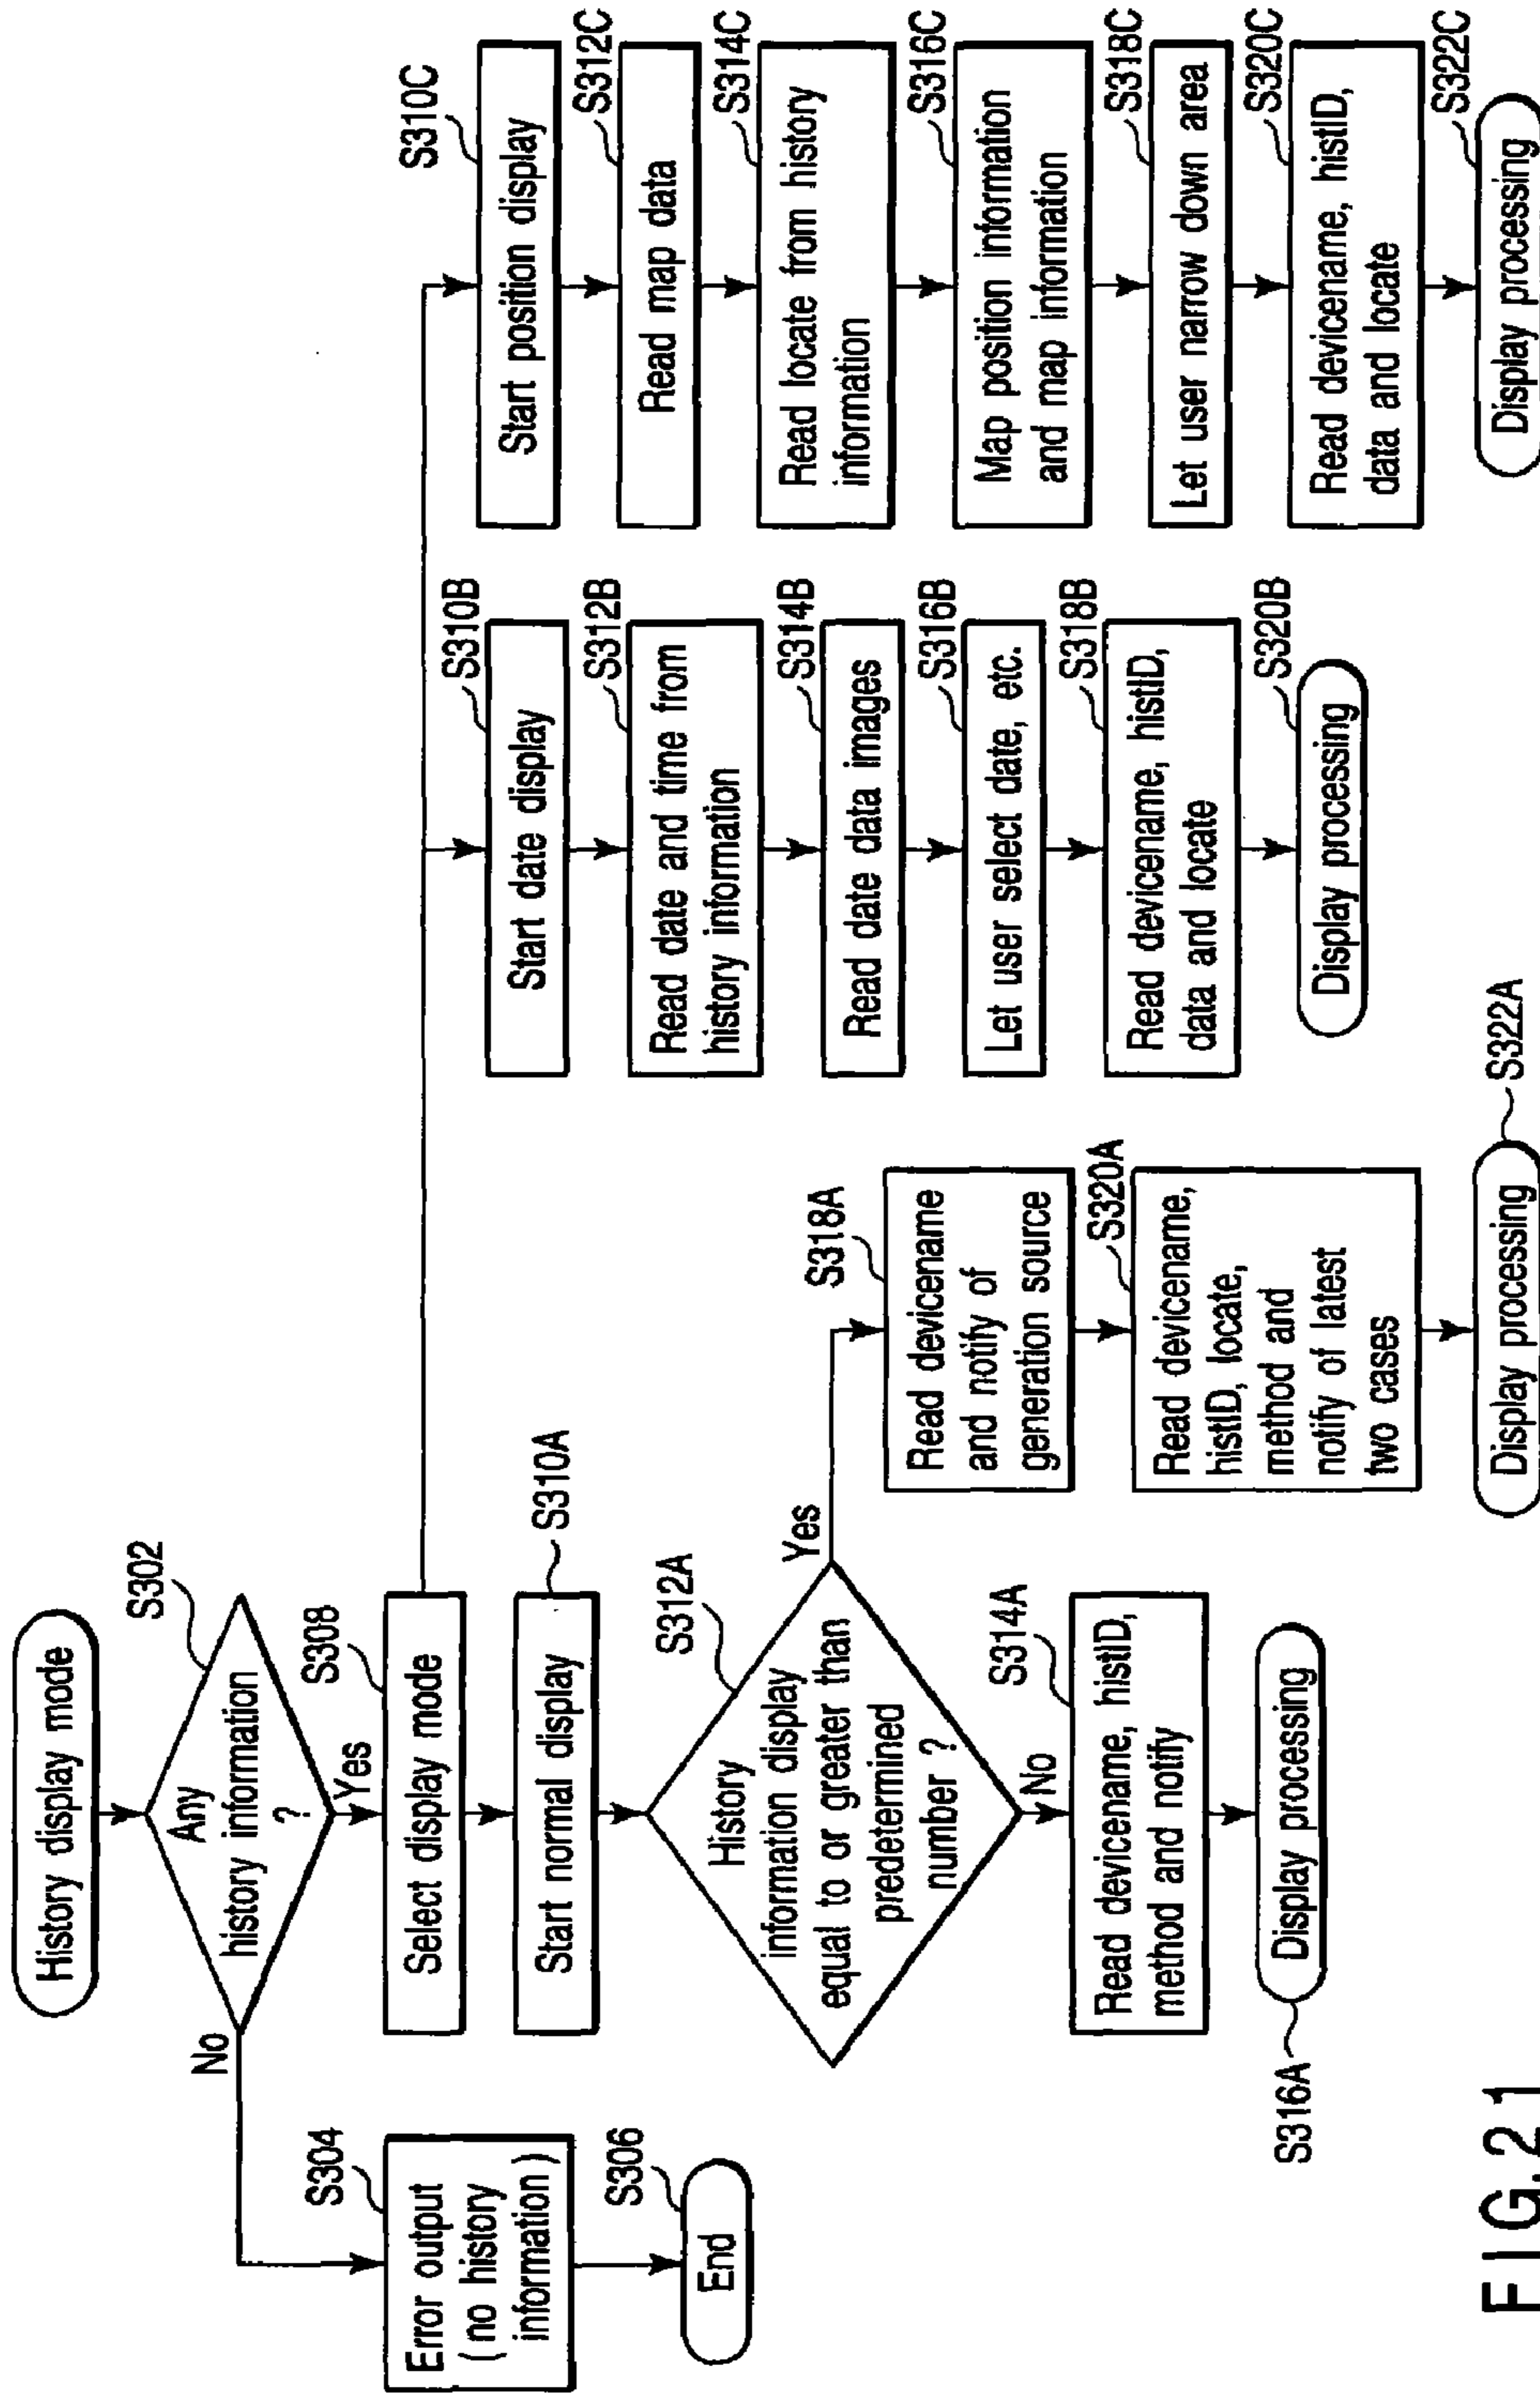 History display mode
S302
Any
history information
?
No
Yes
S304
Error output
( no history
information )
S306
End
S308
Select display mode
S310A
Start normal display
S312A
History
information display
equal to or greater than
predetermined
number ?
Yes
No
S314A
Read devicename, histID,
method and notify
S316A
Display processing
S318A
Read devicename
and notify of
generation source
S320A
Read devicename,
histID, locate,
method and
notify of latest
two cases
S322A
Display processing
S310B
Start date display
S312B
Read date and time from
history information
S314B
Read date data images
S316B
Let user select date, etc.
S318B
Read devicename, histID,
data and locate
S320B
Display processing
S310C
Start position display
S312C
Read map data
S314C
Read locate from history
information
S316C
Map position information
and map information
S318C
Let user narrow down area
S320C
Read devicename, histID,
data and locate
S322C
Display processing
FIG.21